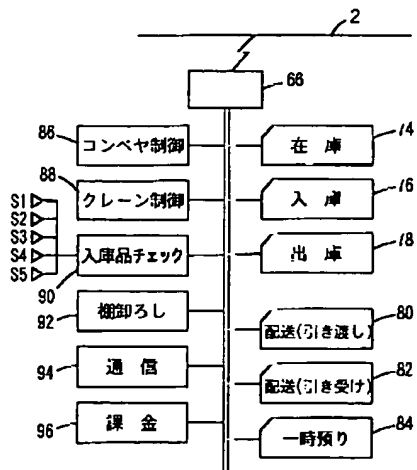 2
66
86
コンベヤ制御
在庫
74
88
クレーン制御
入庫
76
S1
S2
S3
S4
S5
入庫品チェック
90
出庫
78
棚卸ろし
92
配送(引き渡し)
80
通信
94
配送(引き受け)
82
課金
96
一時預り
84